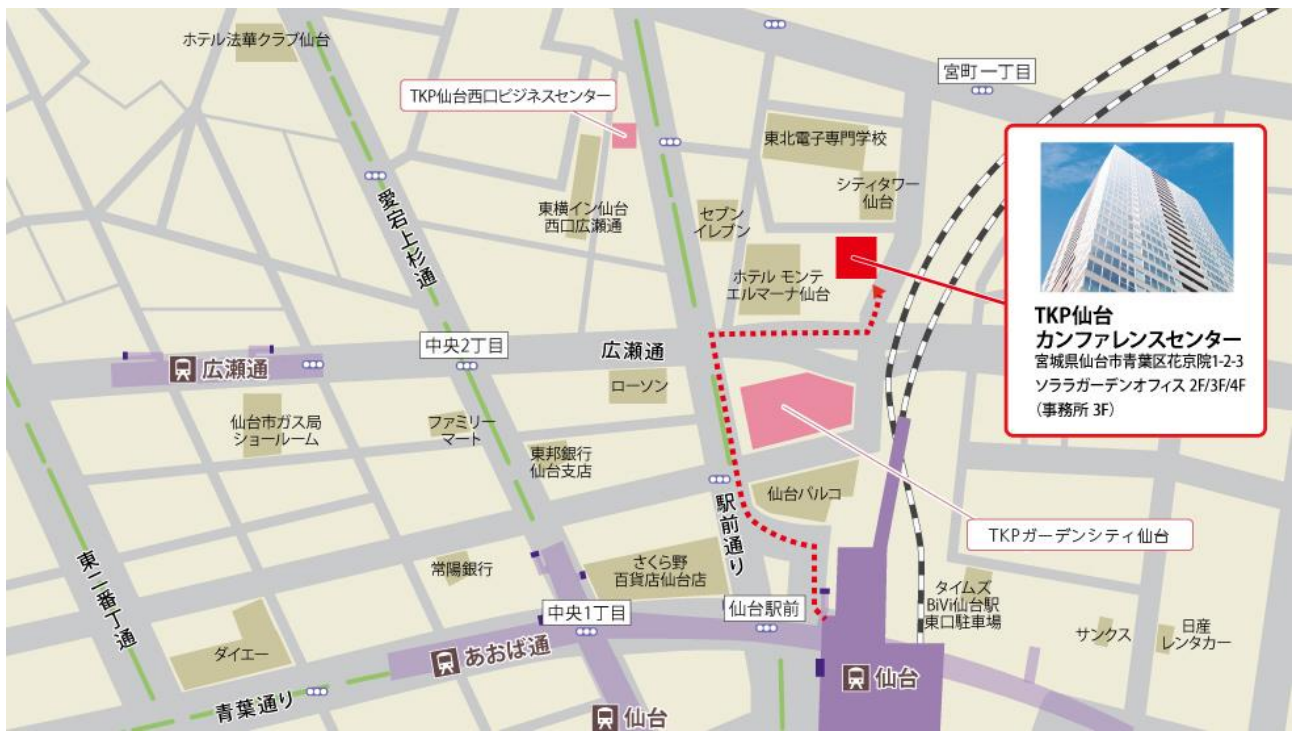 ホテル法華クラブ仙台
宮町一丁目
TKP仙台西口ビジネスセンター
東北電子専門学校
シティタワー
仙台
愛宕上杉通
東横イン仙台
西口広瀬通
セブン
イレブン
ホテル モンテ
エルマーナ仙台
TKP仙台
カンファレンスセンター
宮城県仙台市青葉区花京院1-2-3
ソララガーデンオフィス 2F/3F/4F
（事務所 3F）
中央2丁目
広瀬通
広瀬通
ローソン
仙台市ガス局
ショールーム
ファミリー
マート
東邦銀行
仙台支店
仙台パルコ
駅前通り
TKPガーデンシティ仙台
東二番丁通
常陽銀行
さくら野
百貨店仙台店
タイムズ
BiVi仙台駅
東口駐車場
中央1丁目
仙台駅前
サンクス
日産
レンタカー
ダイエー
あおば通
仙台
青葉通り
仙台